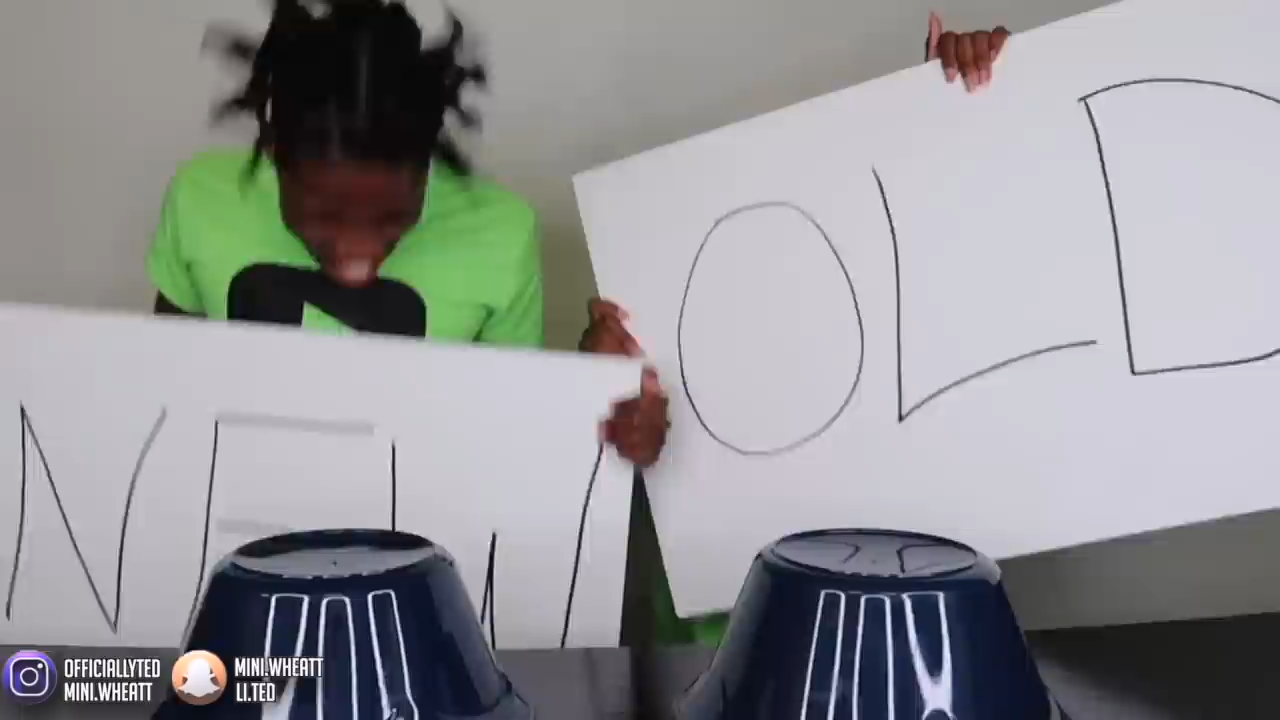 NEW
OLD
OFFICIALLYTED
MINI.WHEATT
MINI.WHEATT
LI.TED